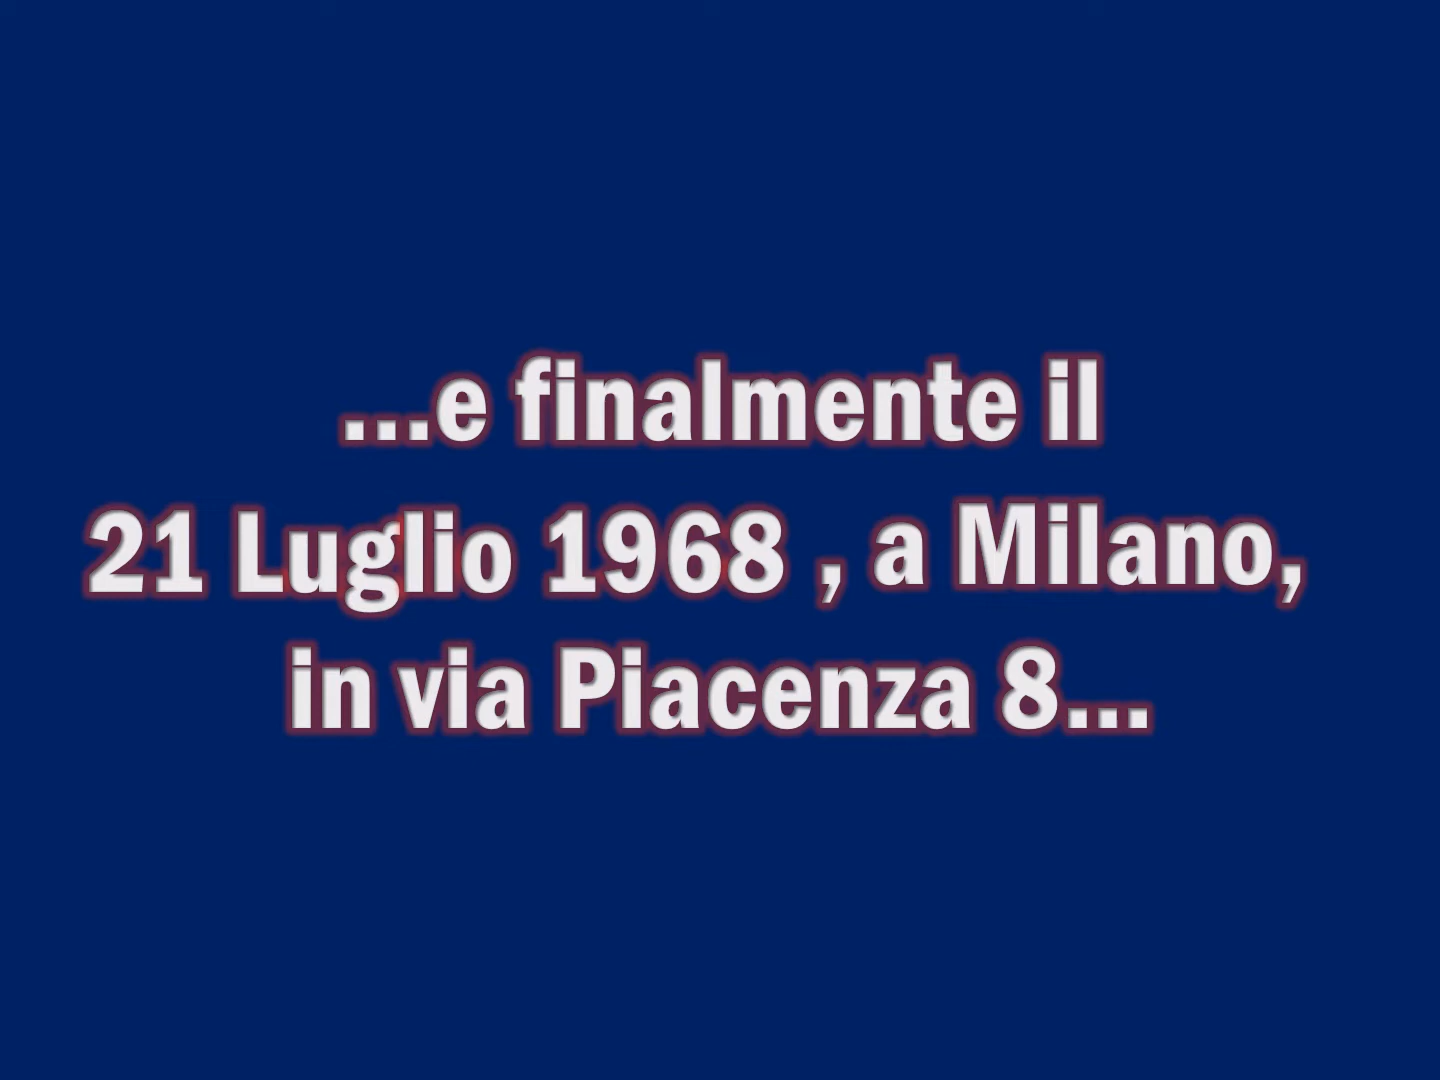 ...e finalmente il
21 Luglio 1968 , a Milano,
in via Piacenza 8...